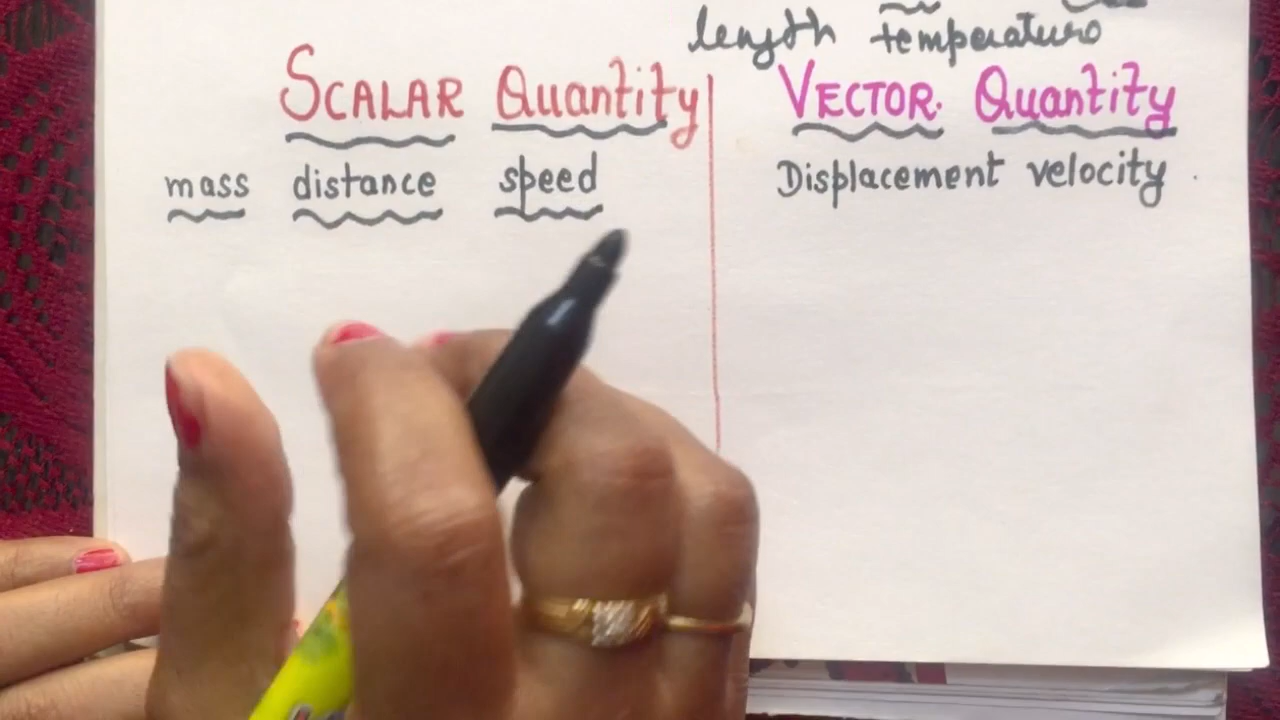 length temperature
SCALAR Quantity
VECTOR. Quantity
mass distance speed
Displacement velocity .